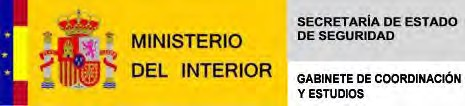 MINISTERIO
DEL INTERIOR
SECRETARÍA DE ESTADO
DE SEGURIDAD
GABINETE DE COORDINACIÓN
Y ESTUDIOS